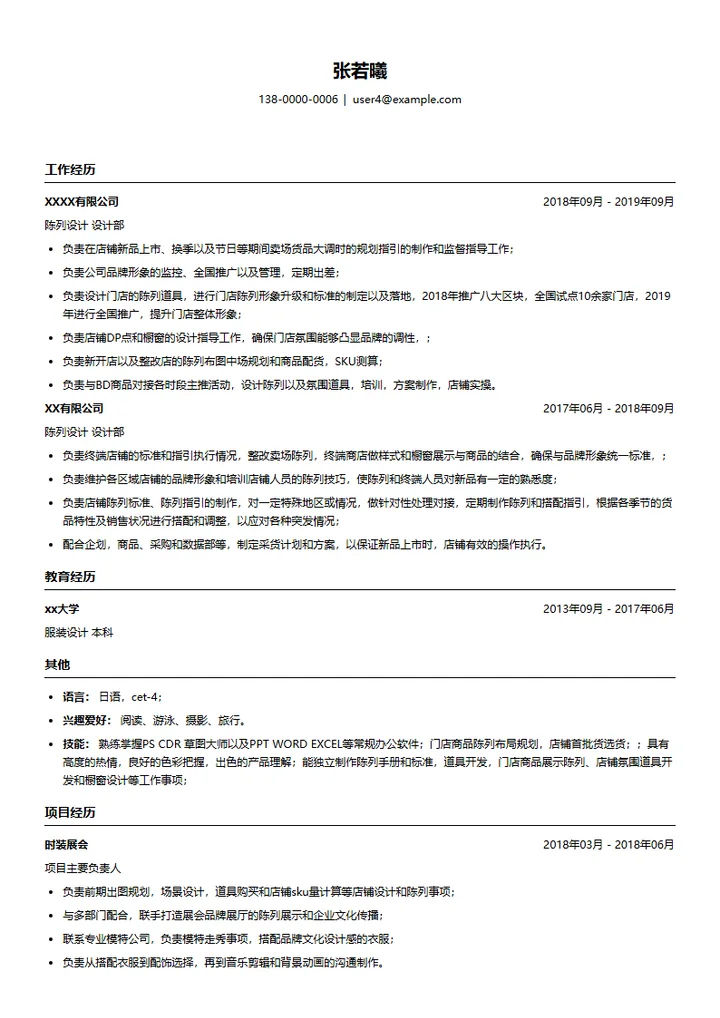 张若曦
138-0000-0006 | user4@example.com
工作经历
XXXX有限公司 2018年09月 - 2019年09月
陈列设计 设计部
• 负责在店铺新品上市、换季以及节日等期间卖场货品大调时的规划指引的制作和监督指导工作；
• 负责公司品牌形象的监控、全国推广以及管理，定期出差；
• 负责设计门店的陈列道具，进行门店陈列形象升级和标准的制定以及落地，2018年推广八大区块，全国试点10余家门店，2019
年进行全国推广，提升门店整体形象；
• 负责店铺DP点和橱窗的设计指导工作，确保门店氛围能够凸显品牌的调性，；
• 负责新开店以及整改店的陈列布图中场规划和商品配货，SKU测算；
• 负责与BD商品对接各时段主推活动，设计陈列以及氛围道具，培训，方案制作，店铺实操。
XX有限公司 2017年06月 - 2018年09月
陈列设计 设计部
• 负责终端店铺的标准和指引执行情况，整改卖场陈列，终端商店做样式和橱窗展示与商品的结合，确保与品牌形象统一标准，；
• 负责维护各区域店铺的品牌形象和培训店铺人员的陈列技巧，使陈列和终端人员对新品有一定的熟悉度；
• 负责店铺陈列标准、陈列指引的制作，对一定特殊地区或情况，做针对性处理对接，定期制作陈列和搭配指引，根据各季节的货
品特性及销售状况进行搭配和调整，以应对各种突发情况；
• 配合企划，商品、采购和数据部等，制定采货计划和方案，以保证新品上市时，店铺有效的操作执行。
教育经历
xx大学 2013年09月 - 2017年06月
服装设计 本科
其他
• 语言： 日语，cet-4；
• 兴趣爱好： 阅读、游泳、摄影、旅行。
• 技能： 熟练掌握PS CDR 草图大师以及PPT WORD EXCEL等常规办公软件；门店商品陈列布局规划，店铺首批货选货；；具有
高度的热情，良好的色彩把握，出色的产品理解；能独立制作陈列手册和标准，道具开发，门店商品展示陈列、店铺氛围道具开
发和橱窗设计等工作事项；
项目经历
时装展会 2018年03月 - 2018年06月
项目主要负责人
• 负责前期出图规划，场景设计，道具购买和店铺sku量计算等店铺设计和陈列事项；
• 与多部门配合，联手打造展会品牌展厅的陈列展示和企业文化传播；
• 联系专业模特公司，负责模特走秀事项，搭配品牌文化设计感的衣服；
• 负责从搭配衣服到配饰选择，再到音乐剪辑和背景动画的沟通制作。